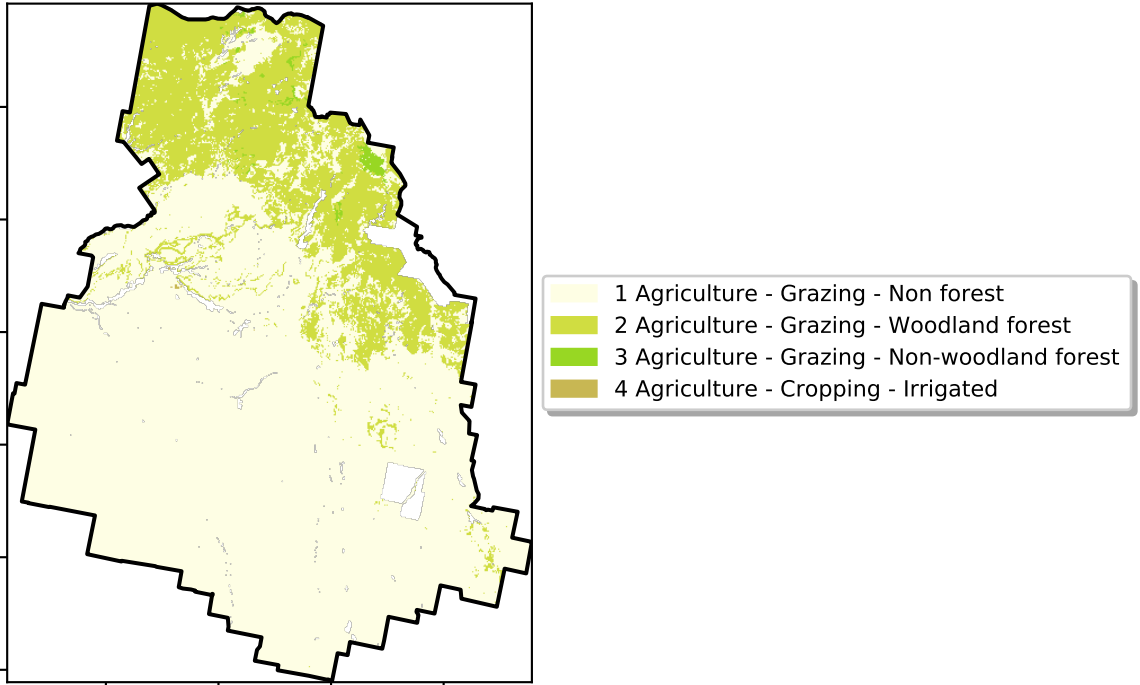 1 Agriculture - Grazing - Non forest
2 Agriculture - Grazing - Woodland forest
3 Agriculture - Grazing - Non-woodland forest
4 Agriculture - Cropping - Irrigated